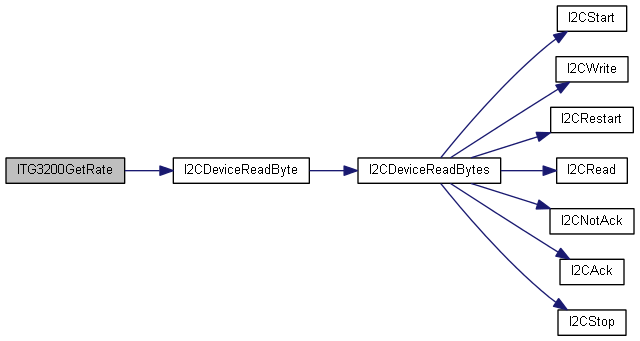 ITG3200GetRate
I2CDeviceReadByte
I2CDeviceReadBytes
I2CStart
I2CWrite
I2CRestart
I2CRead
I2CNotAck
I2CAck
I2CStop